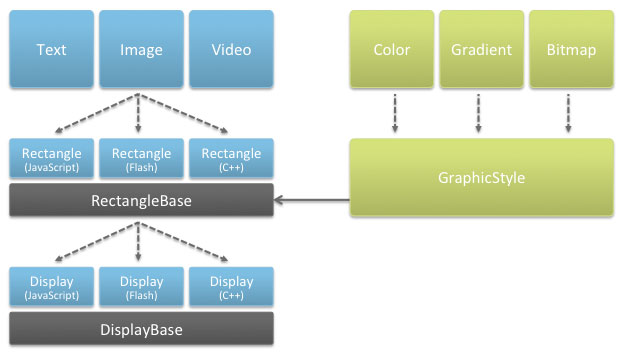 Text
Image
Video
Color
Gradient
Bitmap
Rectangle
(JavaScript)
Rectangle
(Flash)
Rectangle
(C++)
RectangleBase
GraphicStyle
Display
(JavaScript)
Display
(Flash)
Display
(C++)
DisplayBase